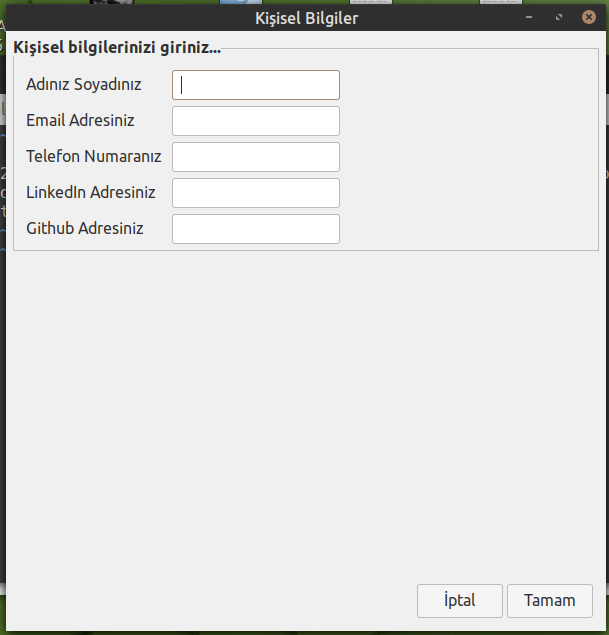 Kişisel Bilgiler
Kişisel bilgilerinizi giriniz...
Adınız Soyadınız
Email Adresiniz
Telefon Numaranız
LinkedIn Adresiniz
Github Adresiniz
İptal Tamam